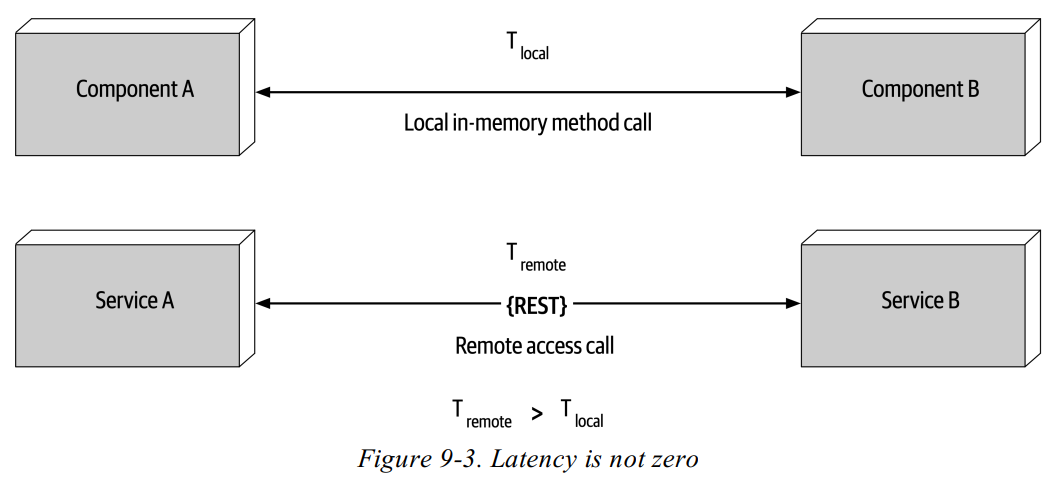 T local
Component A
Component B
Local in-memory method call
T remote
Service A
{REST}
Service B
Remote access call
T remote > T local
Figure 9-3. Latency is not zero